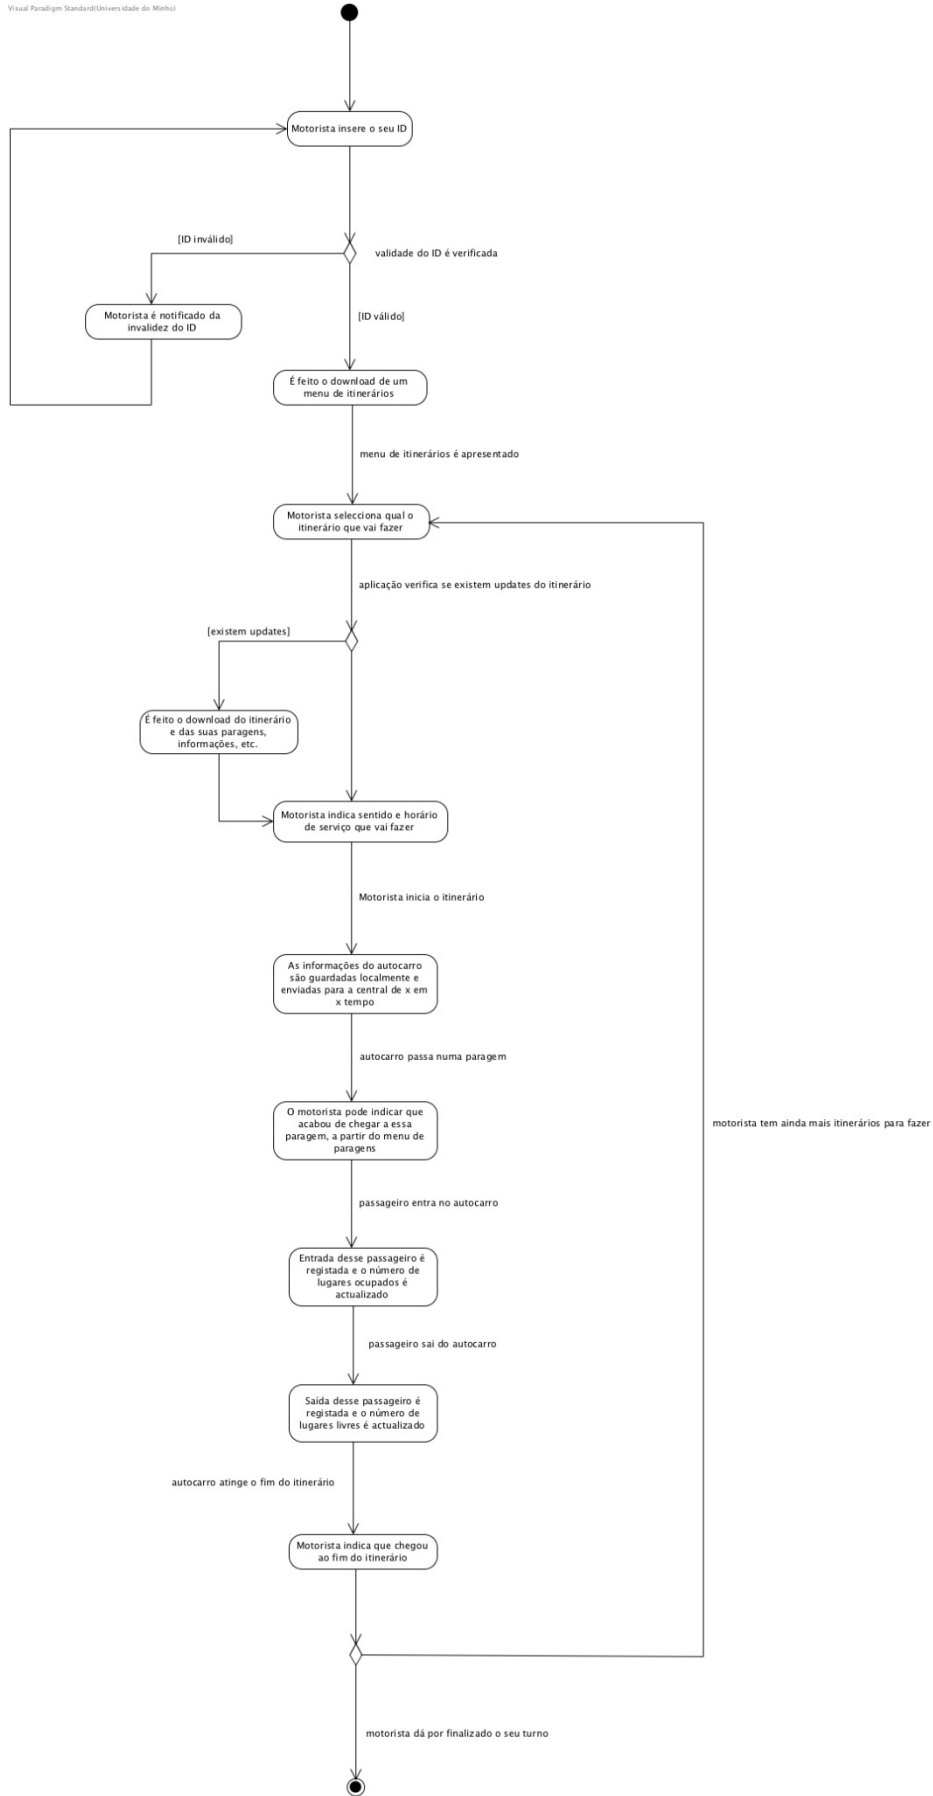 Visual Paradigm Standard(Universidade do Minho)
Motorista insere o seu ID
[ID inválido]
validade do ID é verificada
Motorista é notificado da
invalidez do ID
[ID válido]
É feito o download de um
menu de itinerários
menu de itinerários é apresentado
Motorista selecciona qual o
itinerário que vai fazer
aplicação verifica se existem updates do itinerário
[existem updates]
É feito o download do itinerário
e das suas paragens,
informações, etc.
Motorista indica sentido e horário
de serviço que vai fazer
Motorista inicia o itinerário
As informações do autocarro
são guardadas localmente e
enviadas para a central de x em
x tempo
autocarro passa numa paragem
O motorista pode indicar que
acabou de chegar a essa
paragem, a partir do menu de
paragens
motorista tem ainda mais itinerários para fazer
passageiro entra no autocarro
Entrada desse passageiro é
registada e o número de
lugares ocupados é
actualizado
passageiro sai do autocarro
Saída desse passageiro é
registada e o número de
lugares livres é actualizado
autocarro atinge o fim do itinerário
Motorista indica que chegou
ao fim do itinerário
motorista dá por finalizado o seu turno